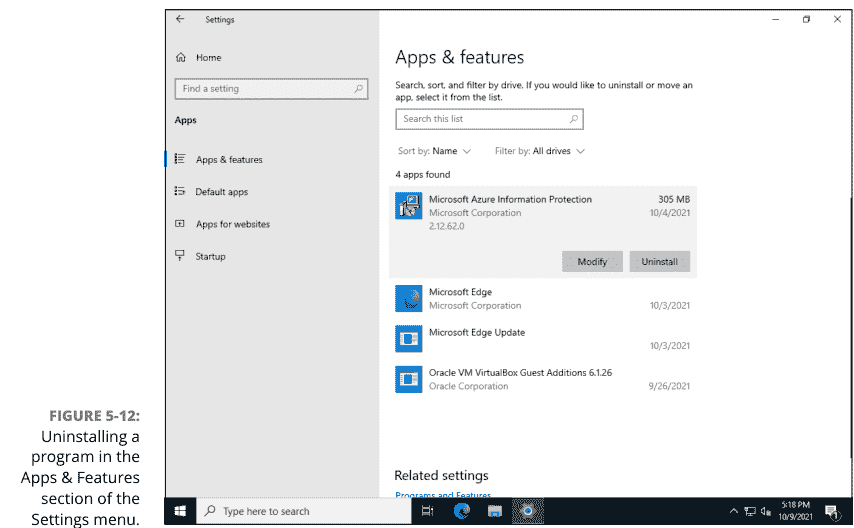 Settings
Home
Find a setting
Apps
Apps & features
Default apps
Apps for websites
Startup
Apps & features
Search, sort, and filter by drive. If you would like to uninstall or move an
app, select it from the list.
Search this list
Sort by: Name
Filter by: All drives
4 apps found
Microsoft Azure Information Protection
305 MB
Microsoft Corporation
10/4/2021
2.12.62.0
Modify
Uninstall
Microsoft Edge
Microsoft Corporation
10/3/2021
Microsoft Edge Update
10/3/2021
Oracle VM VirtualBox Guest Additions 6.1.26
Oracle Corporation
9/26/2021
Related settings
Programs and Features
Type here to search
5:18 PM
10/9/2021
1
FIGURE 5-12:
Uninstalling a
program in the
Apps & Features
section of the
Settings menu.